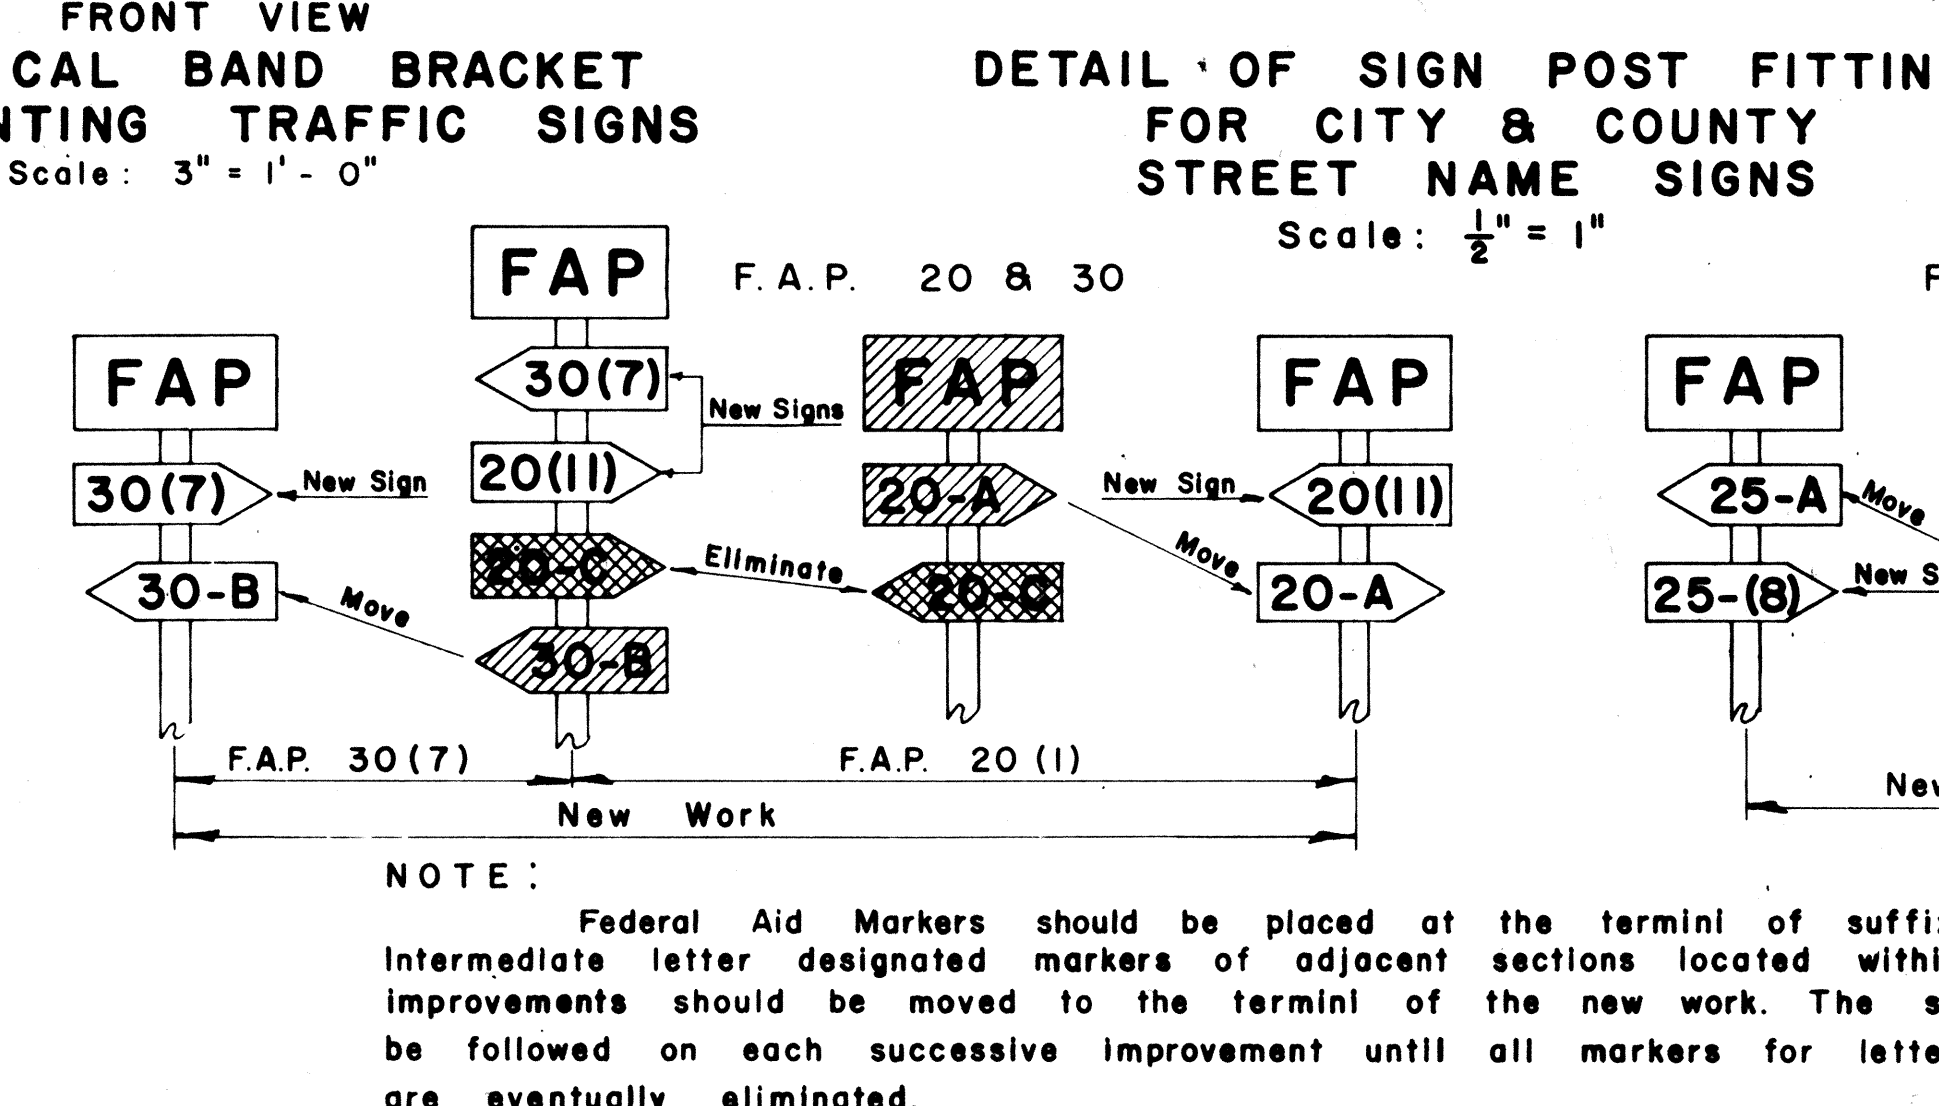 FRONT VIEW
CAL BAND BRACKET
NTING TRAFFIC SIGNS
Scale: 3" = 1' - 0"
DETAIL OF SIGN POST FITTIN
FOR CITY & COUNTY
STREET NAME SIGNS
Scale: 1/2" = 1"
F.A.P. 20 & 30
F
FAP
30(7)
New Sign
30-B
Move
FAP
30(7)
New Signs
20(11)
20-C
Eliminate
30-B
FAP
20-A
20-C
New Sign
Move
FAP
20(11)
20-A
FAP
25-A
Move
25-(8)
New S
F.A.P. 30(7)
F.A.P. 20(1)
New Work
New
NOTE:
Federal Aid Markers should be placed at the termini of suffi
Intermediate letter designated markers of adjacent sections located withi
improvements should be moved to the termini of the new work. The s
be followed on each successive improvement until all markers for lette
are eventually eliminated.